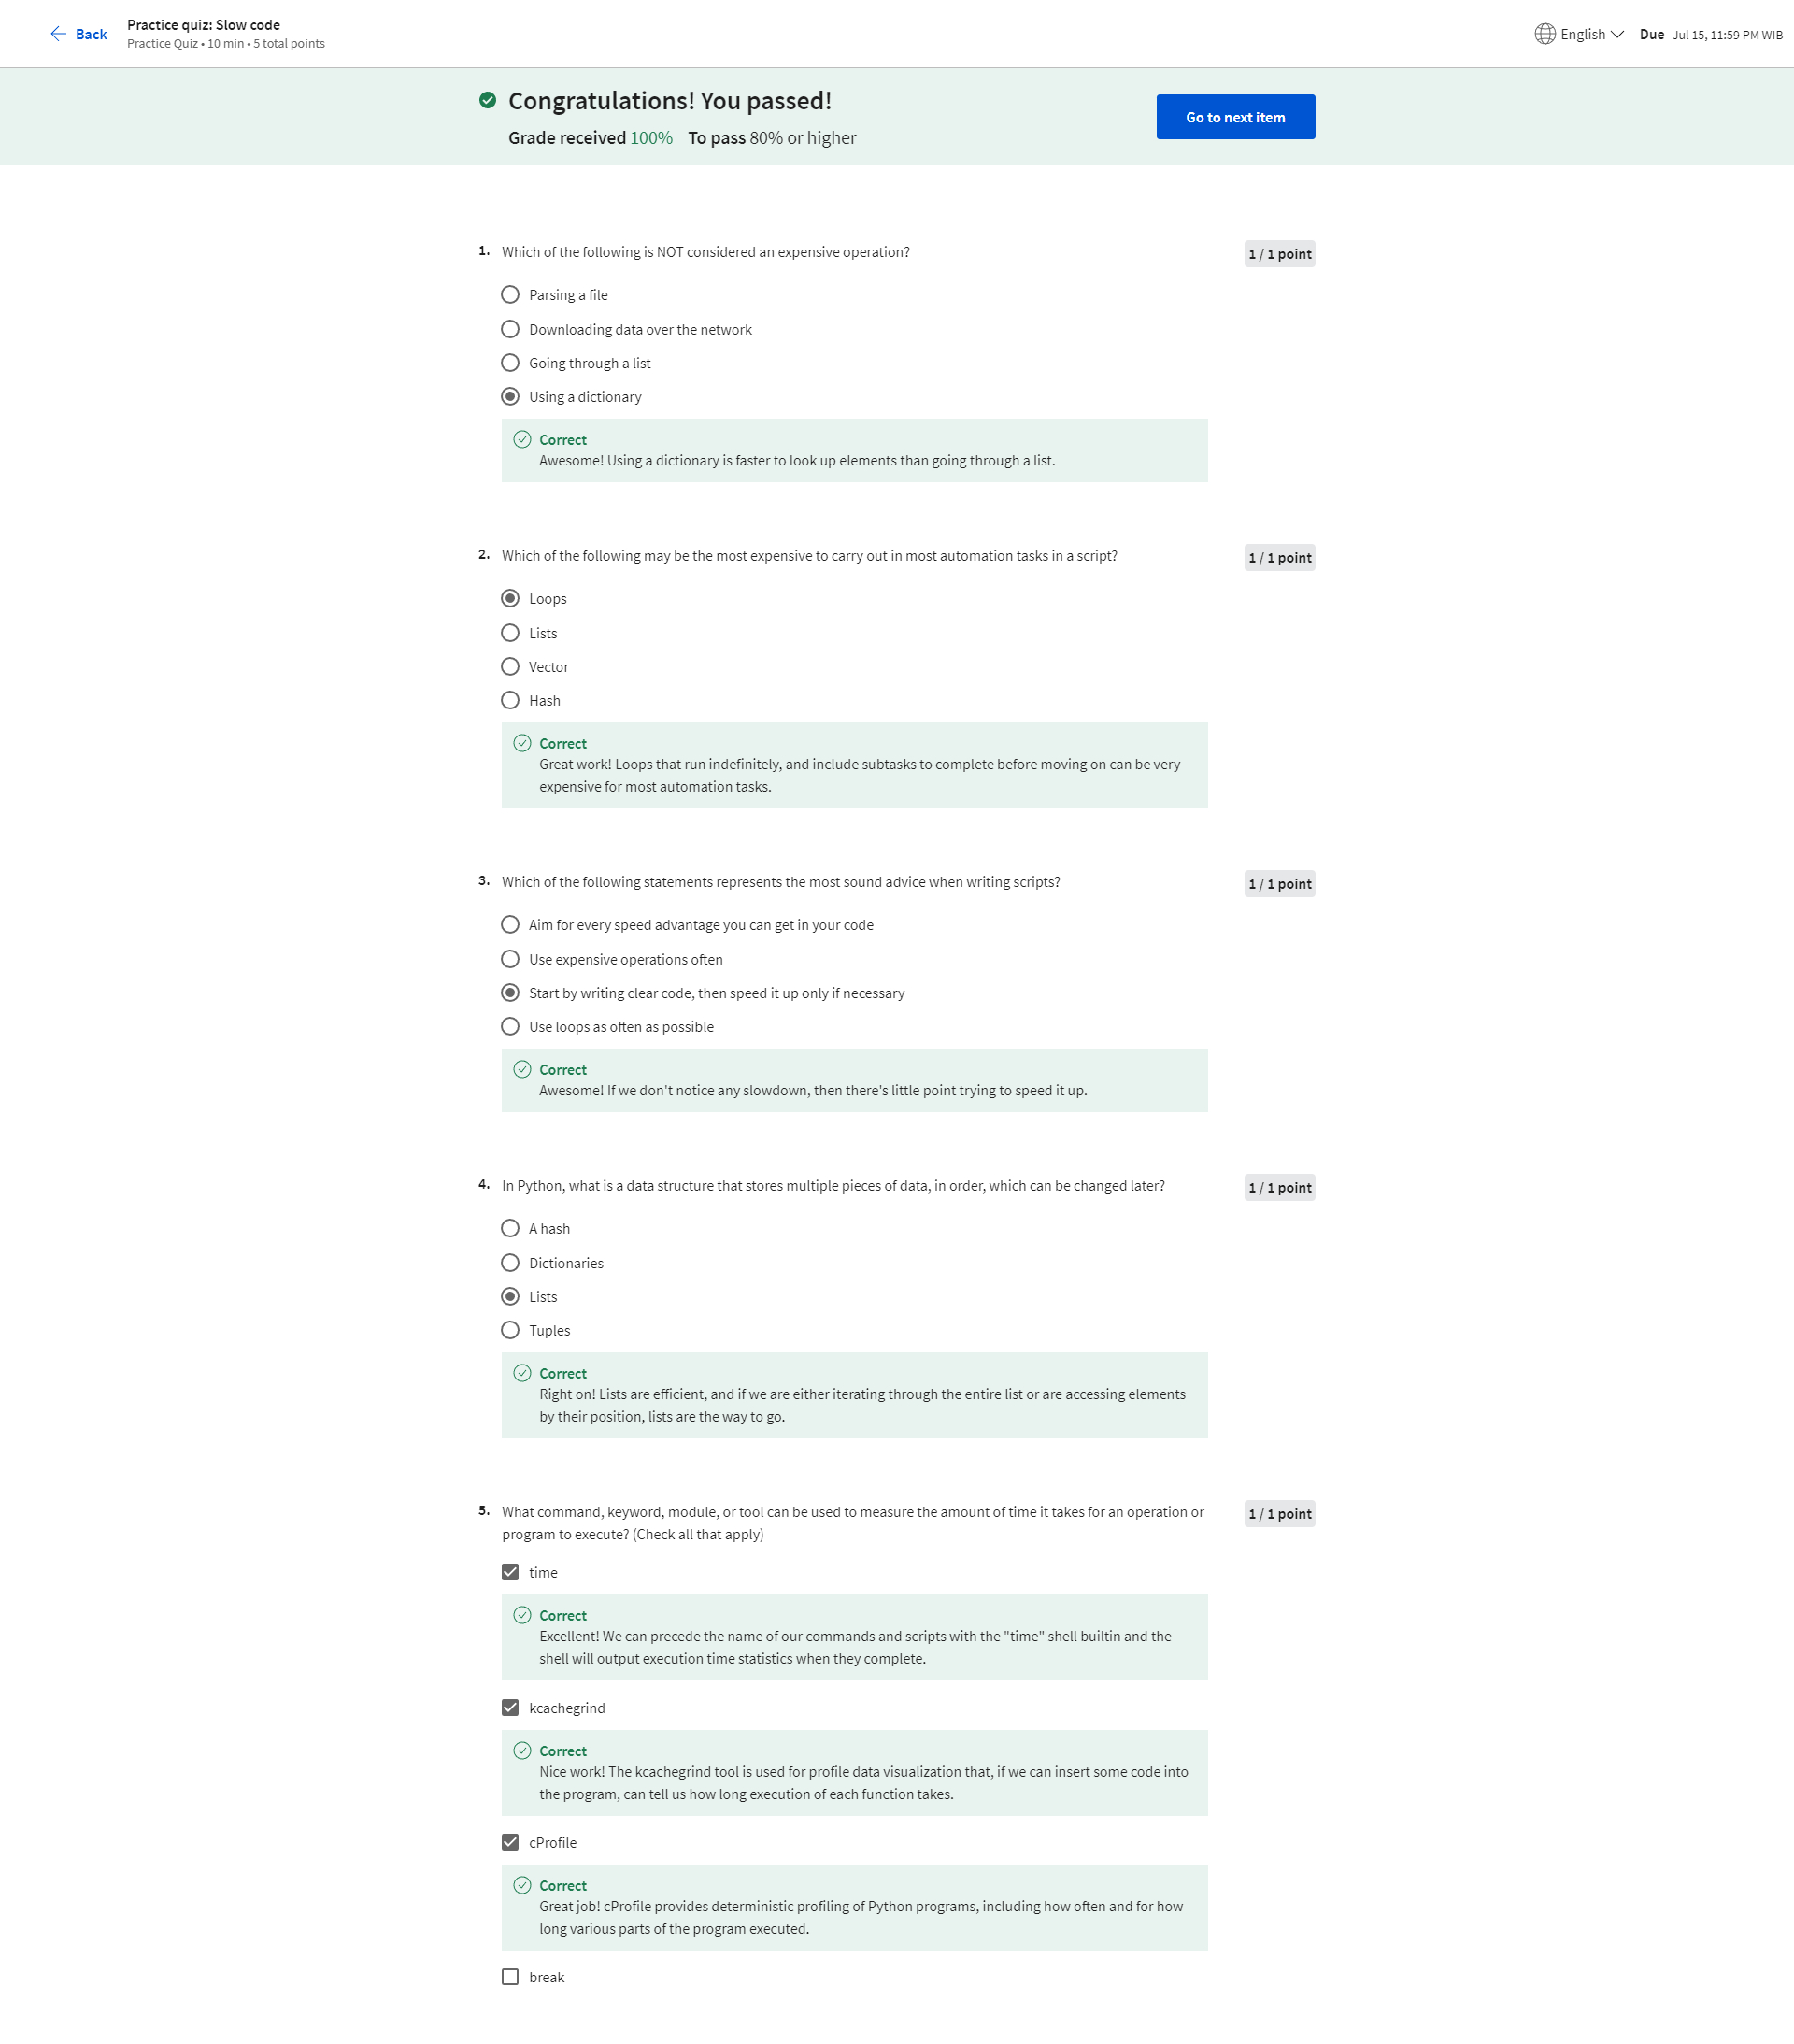 Back
Practice quiz: Slow code
Practice Quiz • 10 min • 5 total points
English
Due Jul 15, 11:59 PM WIB
Congratulations! You passed!
Grade received 100% To pass 80% or higher
Go to next item
1. Which of the following is NOT considered an expensive operation?
1 / 1 point
Parsing a file
Downloading data over the network
Going through a list
Using a dictionary
Correct
Awesome! Using a dictionary is faster to look up elements than going through a list.
2. Which of the following may be the most expensive to carry out in most automation tasks in a script?
1 / 1 point
Loops
Lists
Vector
Hash
Correct
Great work! Loops that run indefinitely, and include subtasks to complete before moving on can be very
expensive for most automation tasks.
3. Which of the following statements represents the most sound advice when writing scripts?
1 / 1 point
Aim for every speed advantage you can get in your code
Use expensive operations often
Start by writing clear code, then speed it up only if necessary
Use loops as often as possible
Correct
Awesome! If we don't notice any slowdown, then there's little point trying to speed it up.
4. In Python, what is a data structure that stores multiple pieces of data, in order, which can be changed later?
1 / 1 point
A hash
Dictionaries
Lists
Tuples
Correct
Right on! Lists are efficient, and if we are either iterating through the entire list or are accessing elements
by their position, lists are the way to go.
5. What command, keyword, module, or tool can be used to measure the amount of time it takes for an operation or
program to execute? (Check all that apply)
1 / 1 point
time
Correct
Excellent! We can precede the name of our commands and scripts with the "time" shell builtin and the
shell will output execution time statistics when they complete.
kcachegrind
Correct
Nice work! The kcachegrind tool is used for profile data visualization that, if we can insert some code into
the program, can tell us how long execution of each function takes.
cProfile
Correct
Great job! cProfile provides deterministic profiling of Python programs, including how often and for how
long various parts of the program executed.
break